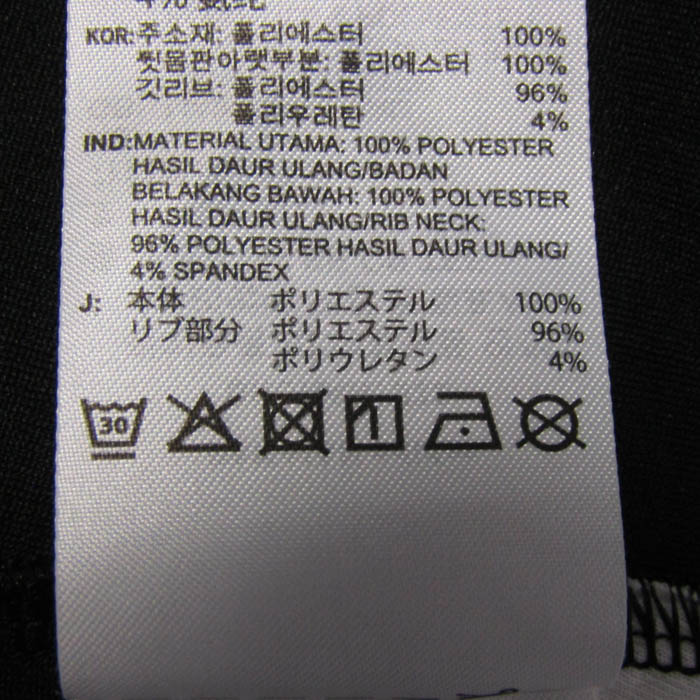 KOR: 주소재: 폴리에스터 100%
뒷몸판아랫부분: 폴리에스터 100%
깃리브: 폴리에스터 96%
폴리우레탄 4%
IND: MATERIAL UTAMA: 100% POLYESTER
HASIL DAUR ULANG/BADAN
BELAKANG BAWAH: 100% POLYESTER
HASIL DAUR ULANG/RIB NECK:
96% POLYESTER HASIL DAUR ULANG/
4% SPANDEX
J: 本体 ポリエステル 100%
リブ部分 ポリエステル 96%
ポリウレタン 4%
30